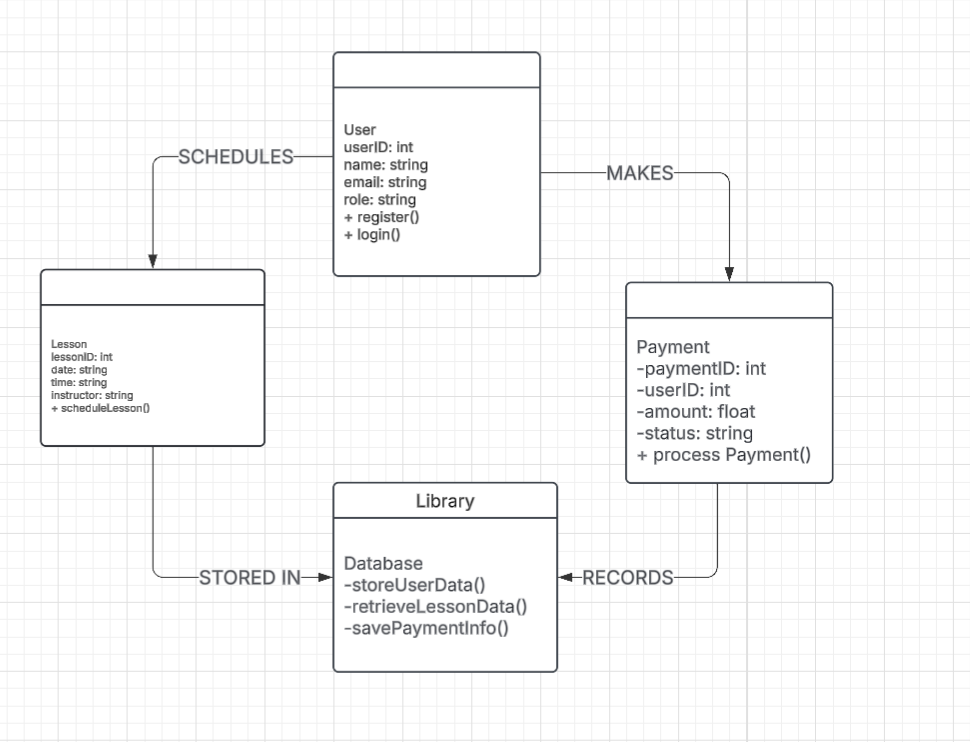 User
userID: int
name: string
email: string
role: string
+ register()
+ login()
SCHEDULES
MAKES
Lesson
lessonID: int
date: string
time: string
instructor: string
+ scheduleLesson()
Payment
-paymentID: int
-userID: int
-amount: float
-status: string
+ process Payment()
Library
Database
-storeUserData()
-retrieveLessonData()
-savePaymentInfo()
STORED IN
RECORDS